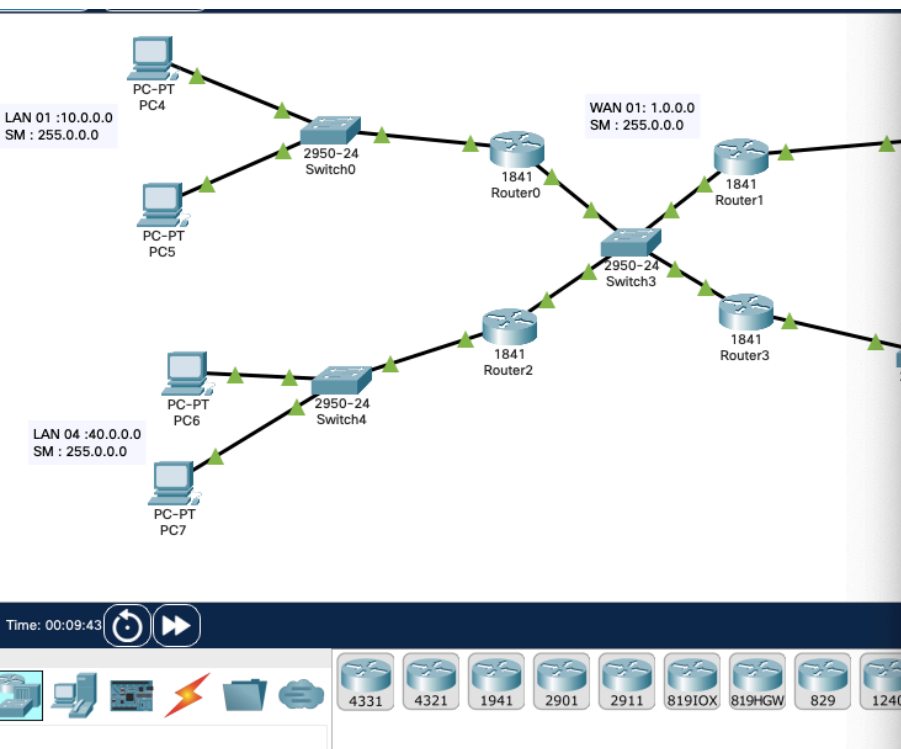 PC-PT
PC4
LAN 01 :10.0.0.0
SM : 255.0.0.0
2950-24
Switch0
PC-PT
PC5
1841
Router0
WAN 01: 1.0.0.0
SM : 255.0.0.0
1841
Router1
2950-24
Switch3
1841
Router2
1841
Router3
PC-PT
PC6
2950-24
Switch4
LAN 04 :40.0.0.0
SM : 255.0.0.0
PC-PT
PC7
Time: 00:09:43
4331
4321
1941
2901
2911
819IOX
819HGW
829